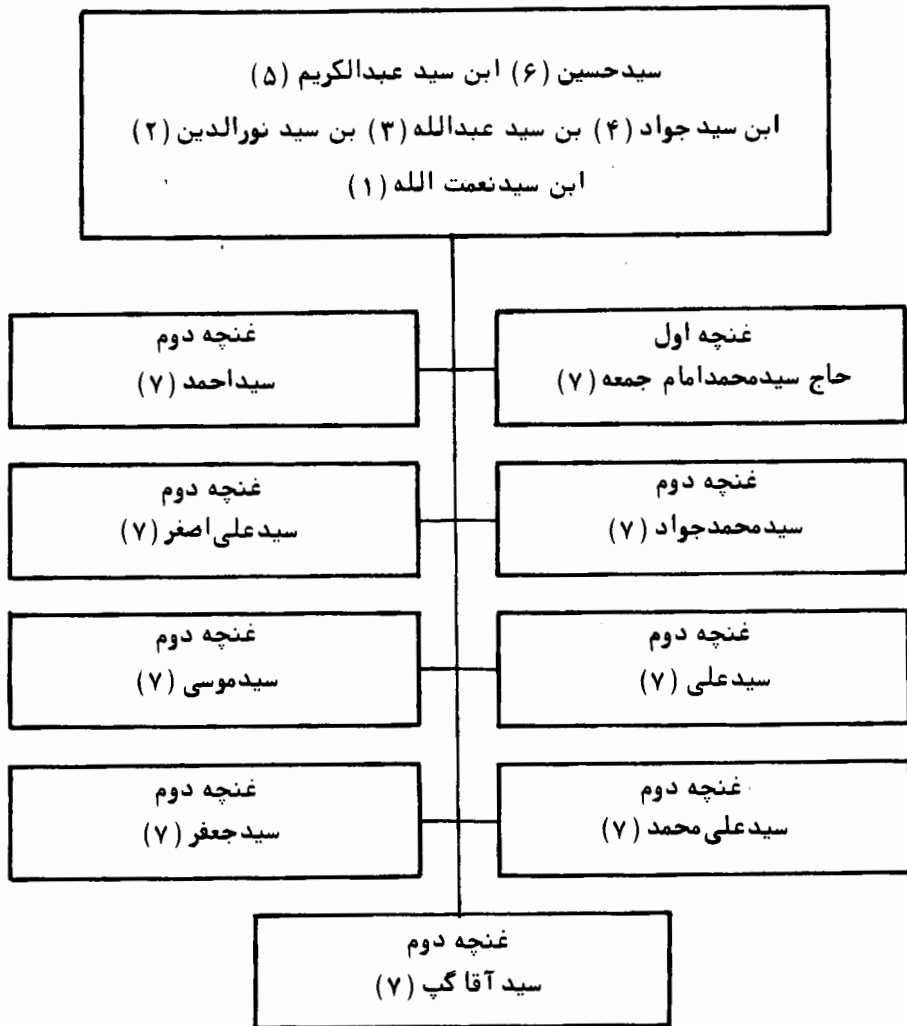 سیدحسین (۶) ابن سید عبدالکریم (۵)
ابن سید جواد (۴) بن سید عبدالله (۳) بن سید نورالدین (۲)
ابن سیدنعمت الله (۱)
غنچه اول
حاج سیدمحمدامام جمعه (۷)
غنچه دوم
سیداحمد (۷)
غنچه دوم
سیدمحمدجواد (۷)
غنچه دوم
سیدعلی‌اصغر (۷)
غنچه دوم
سیدعلی (۷)
غنچه دوم
سیدموسی (۷)
غنچه دوم
سیدعلی‌محمد (۷)
غنچه دوم
سیدجعفر (۷)
غنچه دوم
سید آقا گپ (۷)